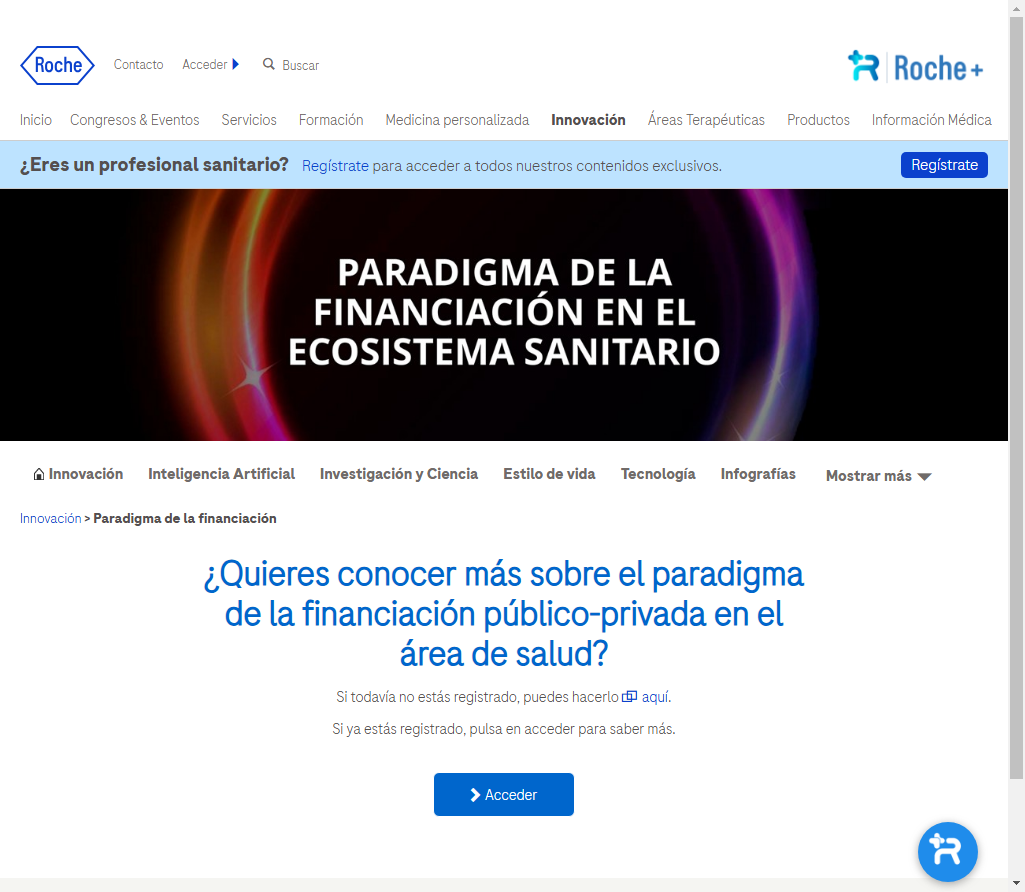 Roche
Contacto
Acceder
Buscar
Roche+
Inicio
Congresos & Eventos
Servicios
Formación
Medicina personalizada
Innovación
Áreas Terapéuticas
Productos
Información Médica
¿Eres un profesional sanitario? Regístrate para acceder a todos nuestros contenidos exclusivos.
Regístrate
PARADIGMA DE LA
FINANCIACIÓN EN EL
ECOSISTEMA SANITARIO
Innovación
Inteligencia Artificial
Investigación y Ciencia
Estilo de vida
Tecnología
Infografías
Mostrar más
Innovación > Paradigma de la financiación
¿Quieres conocer más sobre el paradigma
de la financiación público-privada en el
área de salud?
Si todavía no estás registrado, puedes hacerlo aquí.
Si ya estás registrado, pulsa en acceder para saber más.
Acceder